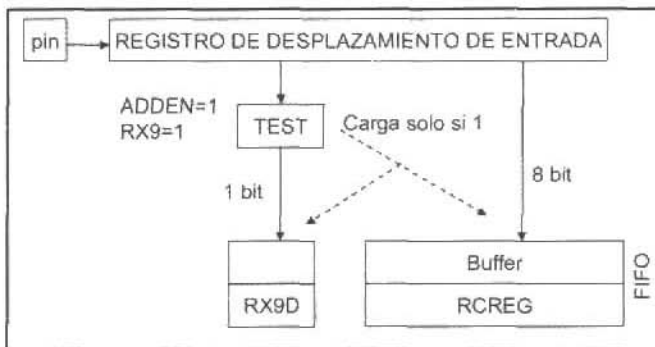 pin
REGISTRO DE DESPLAZAMIENTO DE ENTRADA
ADDEN=1
RX9=1
TEST
Carga solo si 1
1 bit
8 bit
Buffer
RX9D
RCREG
FIFO